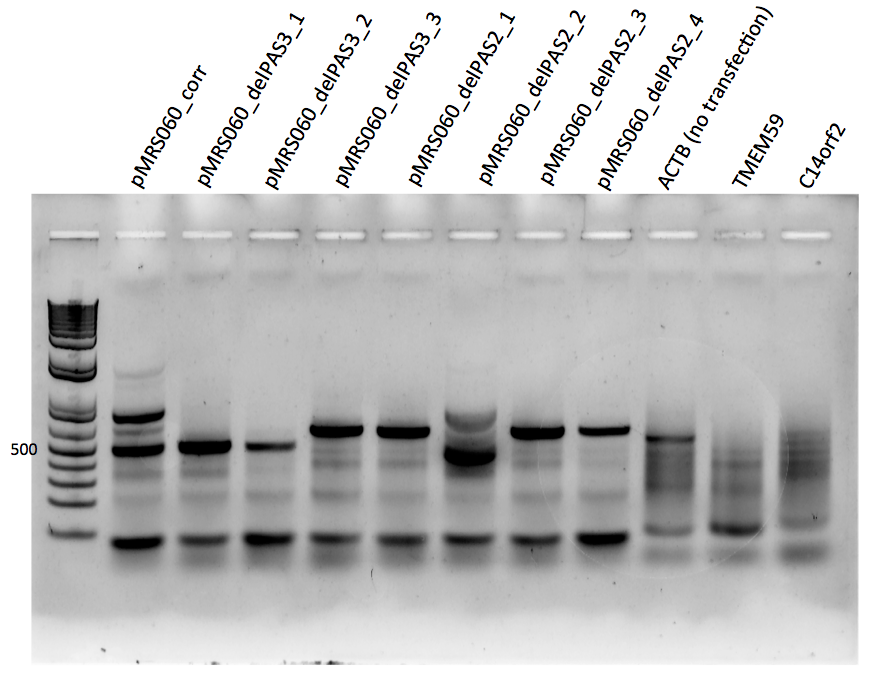 pMRS060_corr
pMRS060_delPAS3_1
pMRS060_delPAS3_2
pMRS060_delPAS3_3
pMRS060_delPAS2_1
pMRS060_delPAS2_2
pMRS060_delPAS2_3
pMRS060_delPAS2_4
ACTB (no transfection)
TMEM59
C14orf2
500